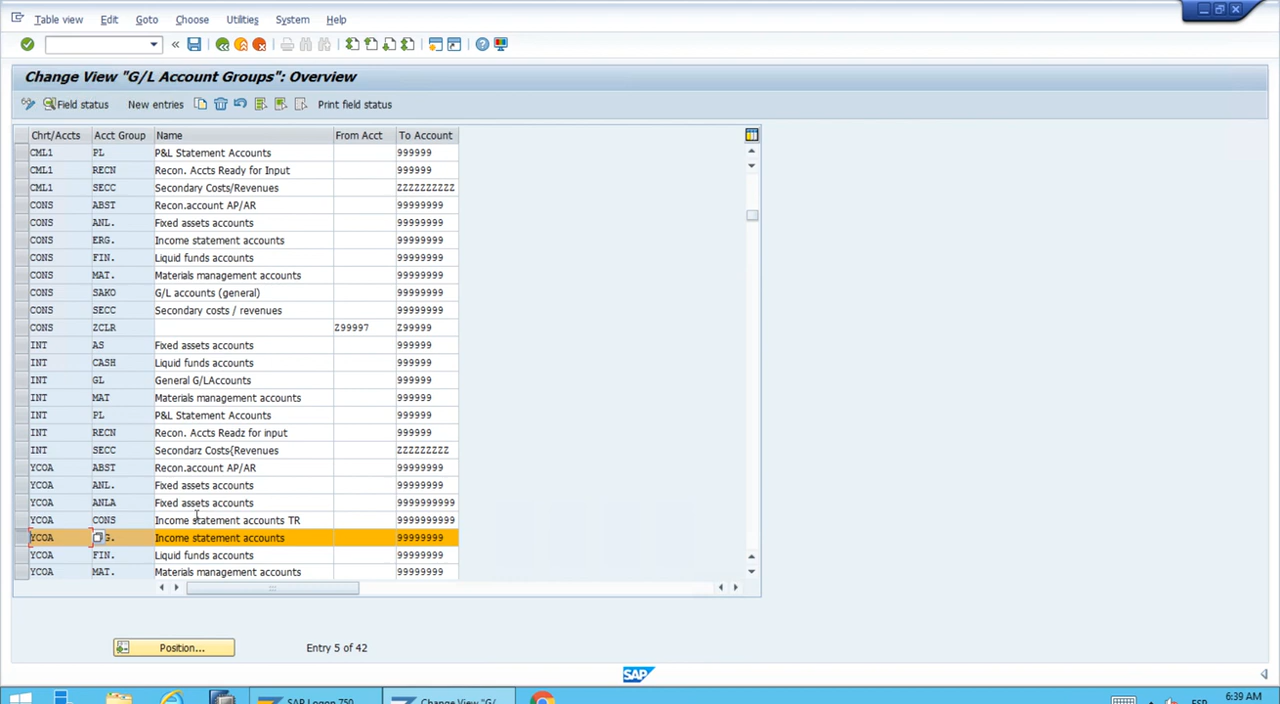 Table view Edit Goto Choose Utilities System Help
Change View "G/L Account Groups": Overview
Field status New entries Print field status
Chrt/Accts Acct Group Name From Acct To Account
CML1 PL P&L Statement Accounts 999999
CML1 RECN Recon. Accts Ready for Input 999999
CML1 SECC Secondary Costs/Revenues ZZZZZZZZZZ
CONS ABST Recon.account AP/AR 99999999
CONS ANL. Fixed assets accounts 99999999
CONS ERG. Income statement accounts 99999999
CONS FIN. Liquid funds accounts 99999999
CONS MAT. Materials management accounts 99999999
CONS SAKO G/L accounts (general) 99999999
CONS SECC Secondary costs / revenues 99999999
CONS ZCLR Z99997 Z99999
INT AS Fixed assets accounts 999999
INT CASH Liquid funds accounts 999999
INT GL General G/LAccounts 999999
INT MAT Materials management accounts 999999
INT PL P&L Statement Accounts 999999
INT RECN Recon. Accts Readz for input 999999
INT SECC Secondarz Costs{Revenues ZZZZZZZZZ
YCOA ABST Recon.account AP/AR 99999999
YCOA ANL. Fixed assets accounts 99999999
YCOA ANLA Fixed assets accounts 9999999999
YCOA CONS Income statement accounts TR 9999999999
YCOA G. Income statement accounts 99999999
YCOA FIN. Liquid funds accounts 99999999
YCOA MAT. Materials management accounts 99999999
Position... Entry 5 of 42
SAP
SAP Logon 750 Change View "G/ ESP 6:39 AM